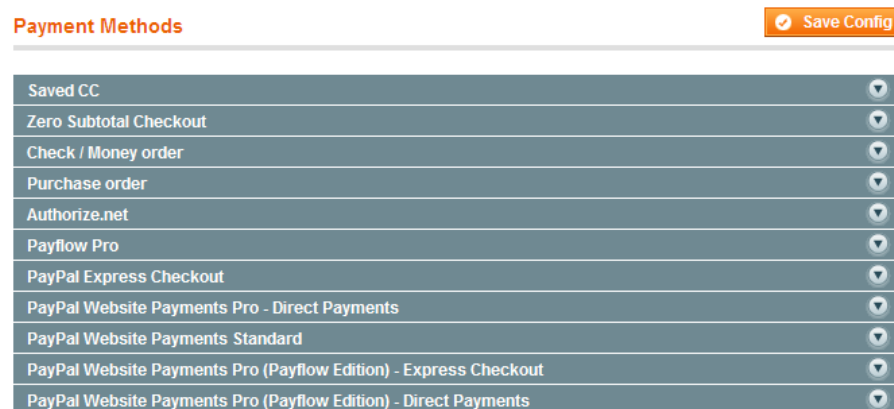 Payment Methods
Save Config
Saved CC
Zero Subtotal Checkout
Check / Money order
Purchase order
Authorize.net
Payflow Pro
PayPal Express Checkout
PayPal Website Payments Pro - Direct Payments
PayPal Website Payments Standard
PayPal Website Payments Pro (Payflow Edition) - Express Checkout
PayPal Website Payments Pro (Payflow Edition) - Direct Payments